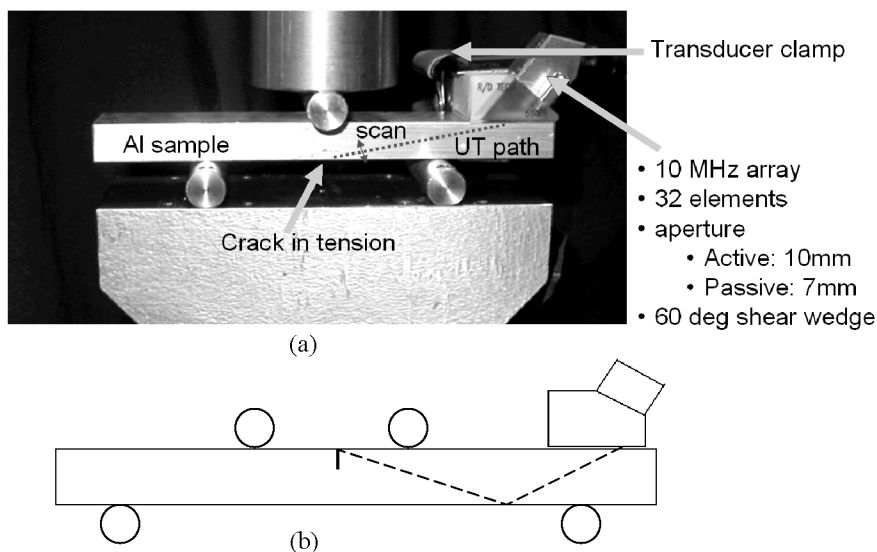 Transducer clamp
R/D TEC
scan
Al sample
UT path
Crack in tension
• 10 MHz array
• 32 elements
• aperture
• Active: 10mm
• Passive: 7mm
• 60 deg shear wedge
(a)
(b)